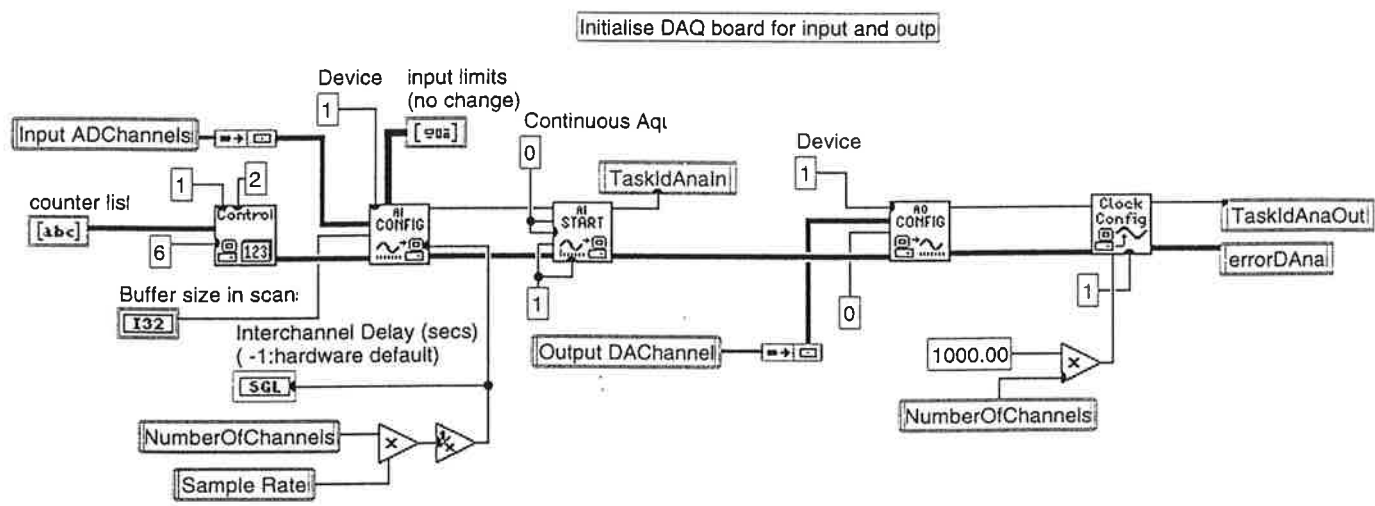 Initialise DAQ board for input and outp
Device
input limits
(no change)
1
Input ADChannels
Continuous Aqu
0
Device
1
TaskIdAnaIn
1
2
counter list
[abc]
Control
123
6
AI
CONFIG
AI
START
AO
CONFIG
Clock
Config
TaskIdAnaOut
errorDAna
Buffer size in scans
I32
1
0
1
Interchannel Delay (secs)
( -1:hardware default)
SGL
Output DAChannel
1000.00
x
NumberOfChannels
NumberOfChannels
x
1/x
Sample Rate